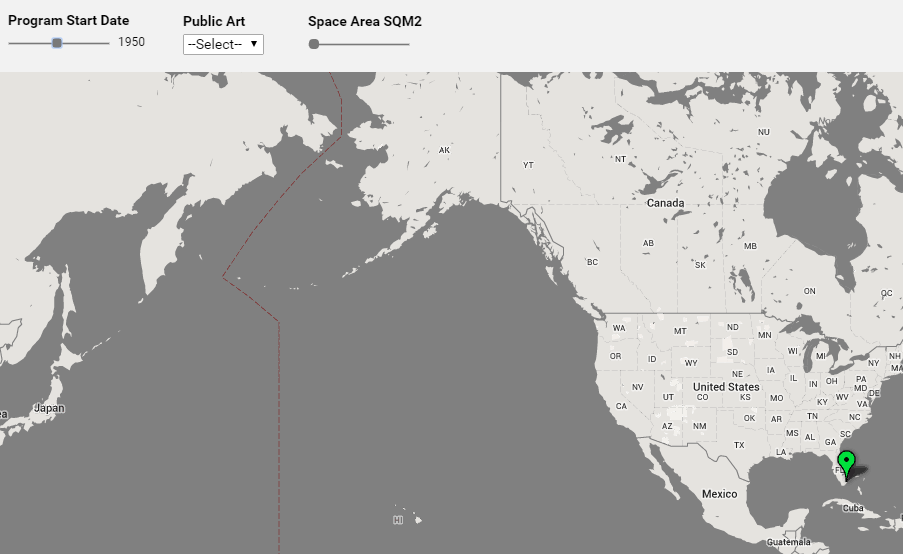 Program Start Date
Public Art
Space Area SQM2
1950
--Select--
AK
YT
NT
NU
Canada
BC
AB
SK
MB
ON
QC
WA
MT
ND
MN
OR
ID
WY
SD
WI
MI
NY
NH
MA
NE
IA
IL
IN
OH
PA
NV
UT
United States
CO
KS
MO
KY
WV
MD
DE
VA
CA
AZ
NM
OK
AR
TN
NC
SC
TX
MS
AL
GA
LA
Japan
Mexico
Cuba
HI
Guatemala